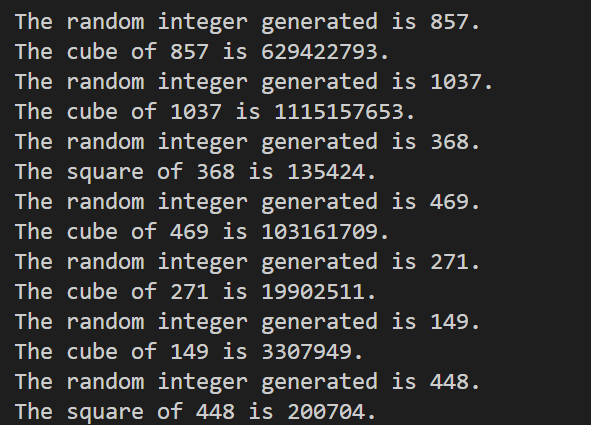 The random integer generated is 857.
The cube of 857 is 629422793.
The random integer generated is 1037.
The cube of 1037 is 1115157653.
The random integer generated is 368.
The square of 368 is 135424.
The random integer generated is 469.
The cube of 469 is 103161709.
The random integer generated is 271.
The cube of 271 is 19902511.
The random integer generated is 149.
The cube of 149 is 3307949.
The random integer generated is 448.
The square of 448 is 200704.